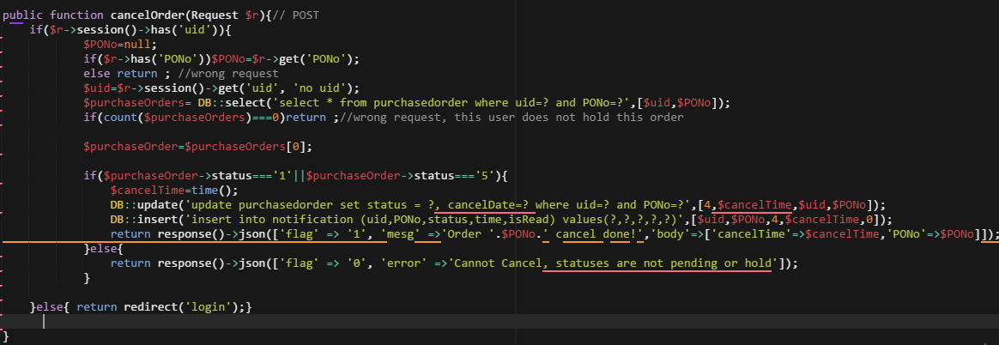 public function cancelOrder(Request $r){// POST
if($r->session()->has('uid')){
$PONo=null;
if($r->has('PONo'))$PONo=$r->get('PONo');
else return ; //wrong request
$uid=$r->session()->get('uid', 'no uid');
$purchaseOrders= DB::select('select * from purchasedorder where uid=? and PONo=?',[$uid,$PONo]);
if(count($purchaseOrders)===0)return ;//wrong request, this user does not hold this order
$purchaseOrder=$purchaseOrders[0];
if($purchaseOrder->status==='1'||$purchaseOrder->status==='5'){
$cancelTime=time();
DB::update('update purchasedorder set status = ?, cancelDate=? where uid=? and PONo=?',[4,$cancelTime,$uid,$PONo]);
DB::insert('insert into notification (uid,PONo,status,time,isRead) values(?,?,?,?,?)',[$uid,$PONo,4,$cancelTime,0]);
return response()->json(['flag' => '1', 'mesg' =>'Order '.$PONo.' cancel done!','body'=>['cancelTime'=>$cancelTime,'PONo'=>$PONo]]);
}else{
return response()->json(['flag' => '0', 'error' =>'Cannot Cancel, statuses are not pending or hold']);
}
}else{ return redirect('login');}
}